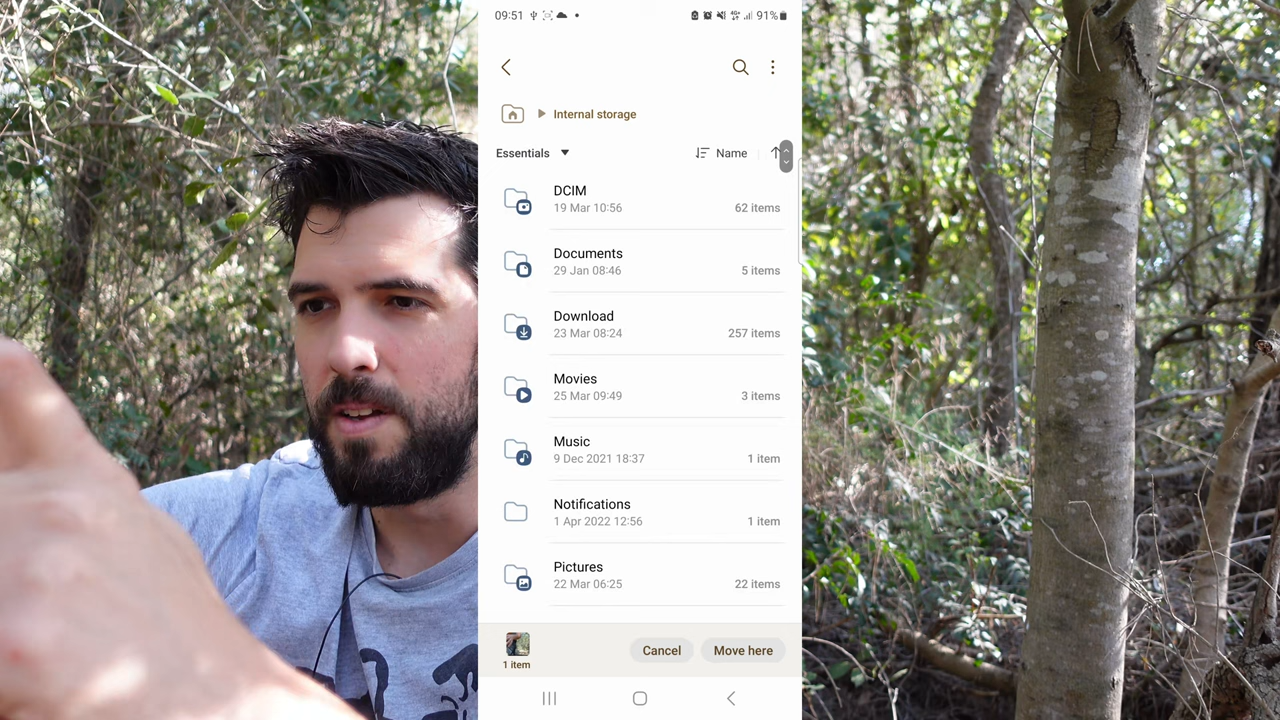 09:51 91%
Internal storage
Essentials Name
DCIM
19 Mar 10:56 62 items
Documents
29 Jan 08:46 5 items
Download
23 Mar 08:24 257 items
Movies
25 Mar 09:49 3 items
Music
9 Dec 2021 18:37 1 item
Notifications
1 Apr 2022 12:56 1 item
Pictures
22 Mar 06:25 22 items
1 item Cancel Move here